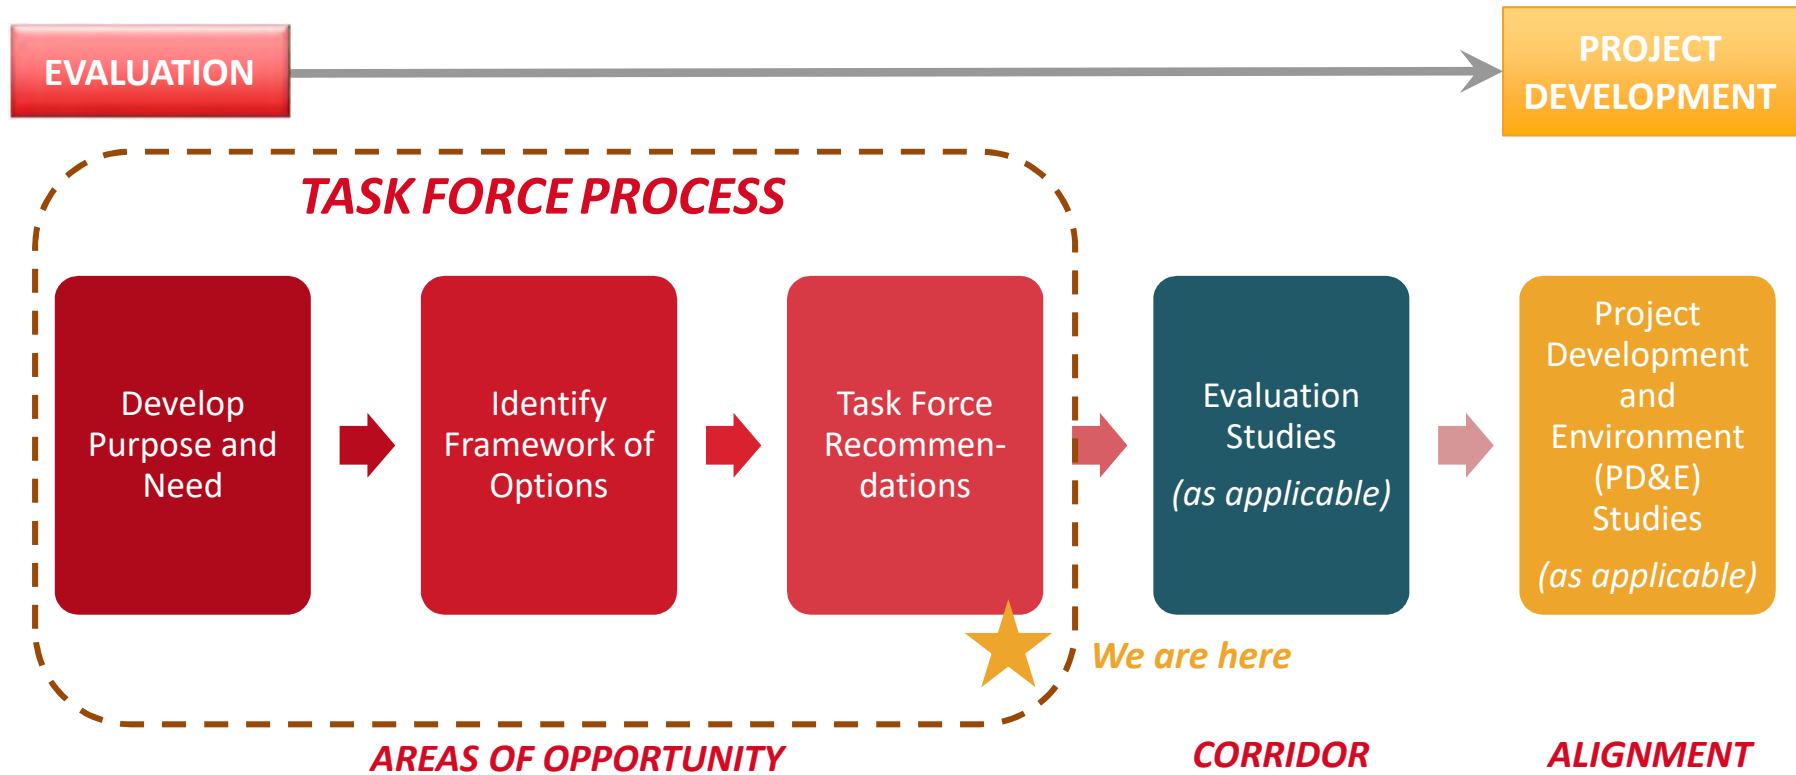 EVALUATION
PROJECT
DEVELOPMENT
TASK FORCE PROCESS
Develop
Purpose and
Need
Identify
Framework of
Options
Task Force
Recommen-
dations
Evaluation
Studies
(as applicable)
Project
Development
and
Environment
(PD&E)
Studies
(as applicable)
We are here
AREAS OF OPPORTUNITY
CORRIDOR
ALIGNMENT